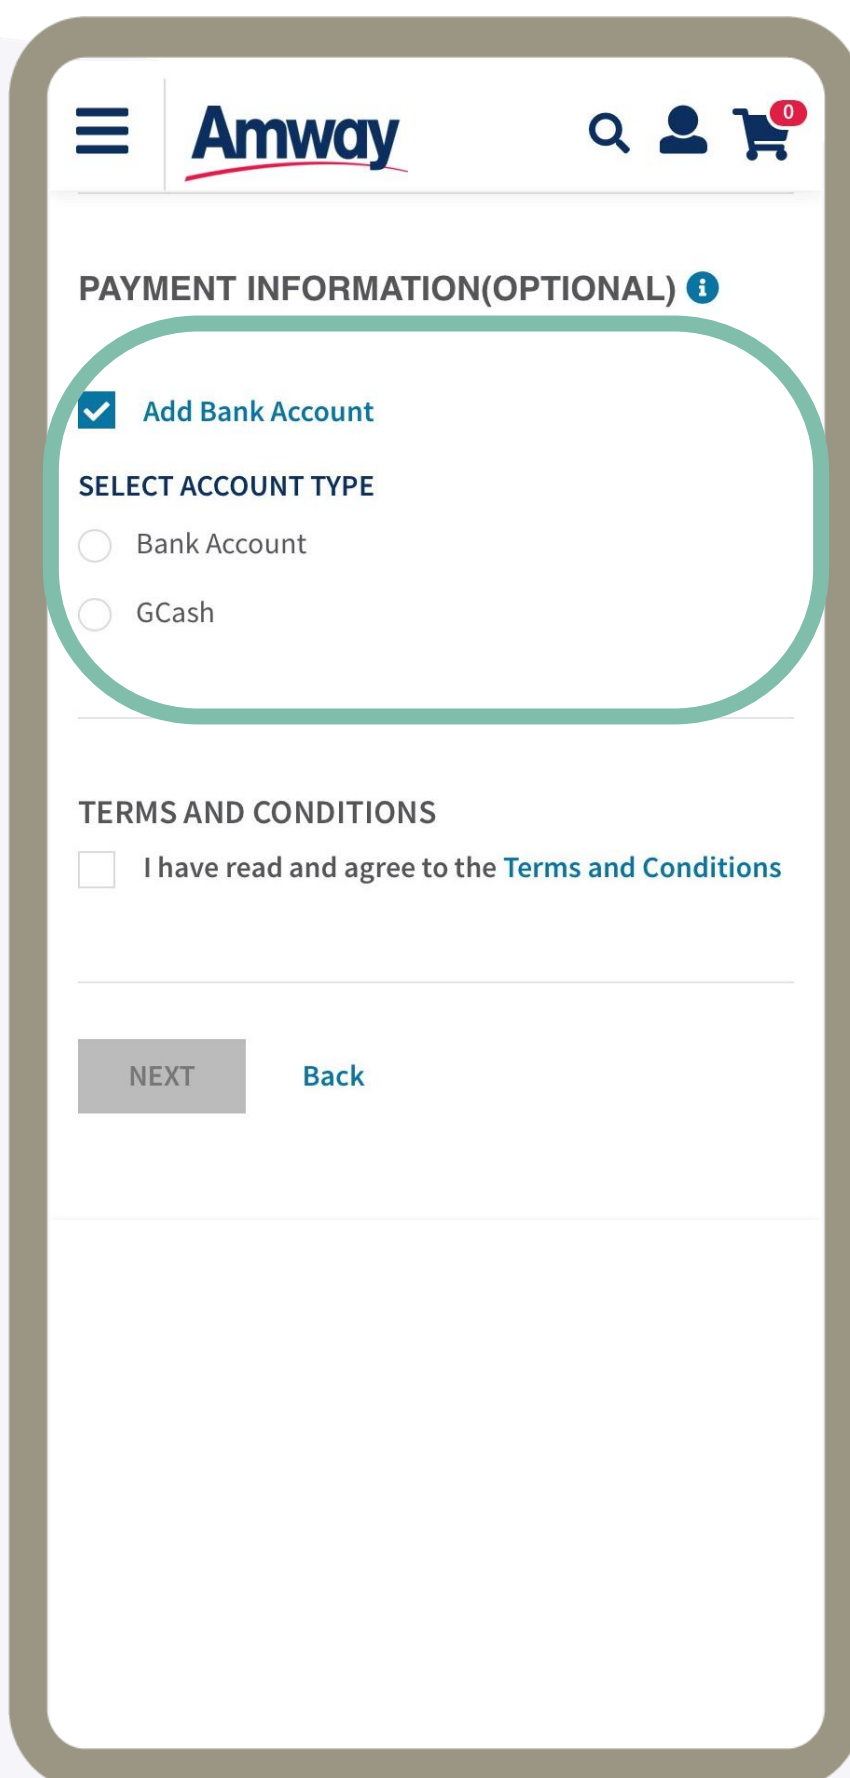 Amway
0
PAYMENT INFORMATION(OPTIONAL) i
Add Bank Account
SELECT ACCOUNT TYPE
Bank Account
GCash
TERMS AND CONDITIONS
I have read and agree to the Terms and Conditions
NEXT Back